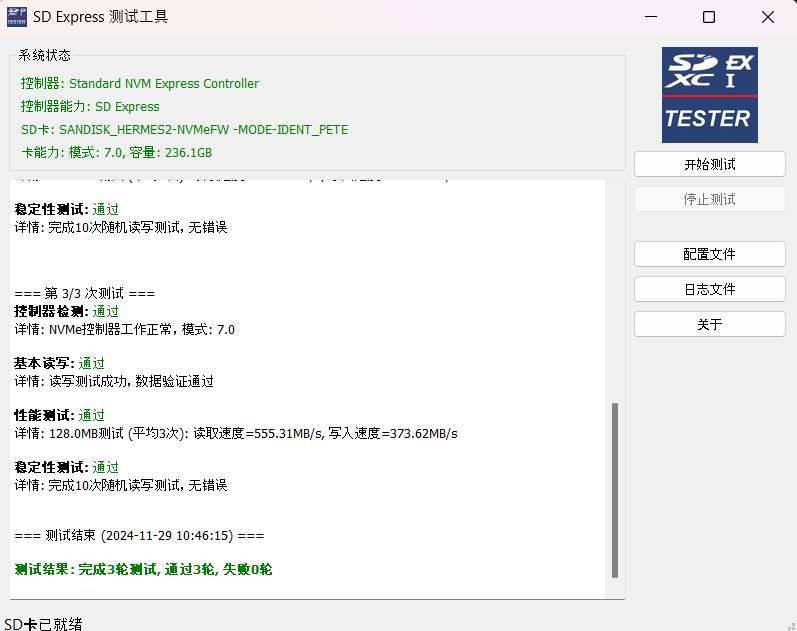 SD Express 测试工具
系统状态
控制器: Standard NVM Express Controller
控制器能力: SD Express
SD卡: SANDISK_HERMES2-NVMeFW -MODE-IDENT_PETE
卡能力: 模式: 7.0, 容量: 236.1GB
稳定性测试: 通过
详情: 完成10次随机读写测试，无错误
=== 第 3/3 次测试 ===
控制器检测: 通过
详情: NVMe控制器工作正常，模式: 7.0
基本读写: 通过
详情: 读写测试成功，数据验证通过
性能测试: 通过
详情: 128.0MB测试 (平均3次): 读取速度=555.31MB/s, 写入速度=373.62MB/s
稳定性测试: 通过
详情: 完成10次随机读写测试，无错误
=== 测试结束 (2024-11-29 10:46:15) ===
测试结果: 完成3轮测试, 通过3轮, 失败0轮
SD EX
XC I
TESTER
开始测试
停止测试
配置文件
日志文件
关于
SD卡已就绪